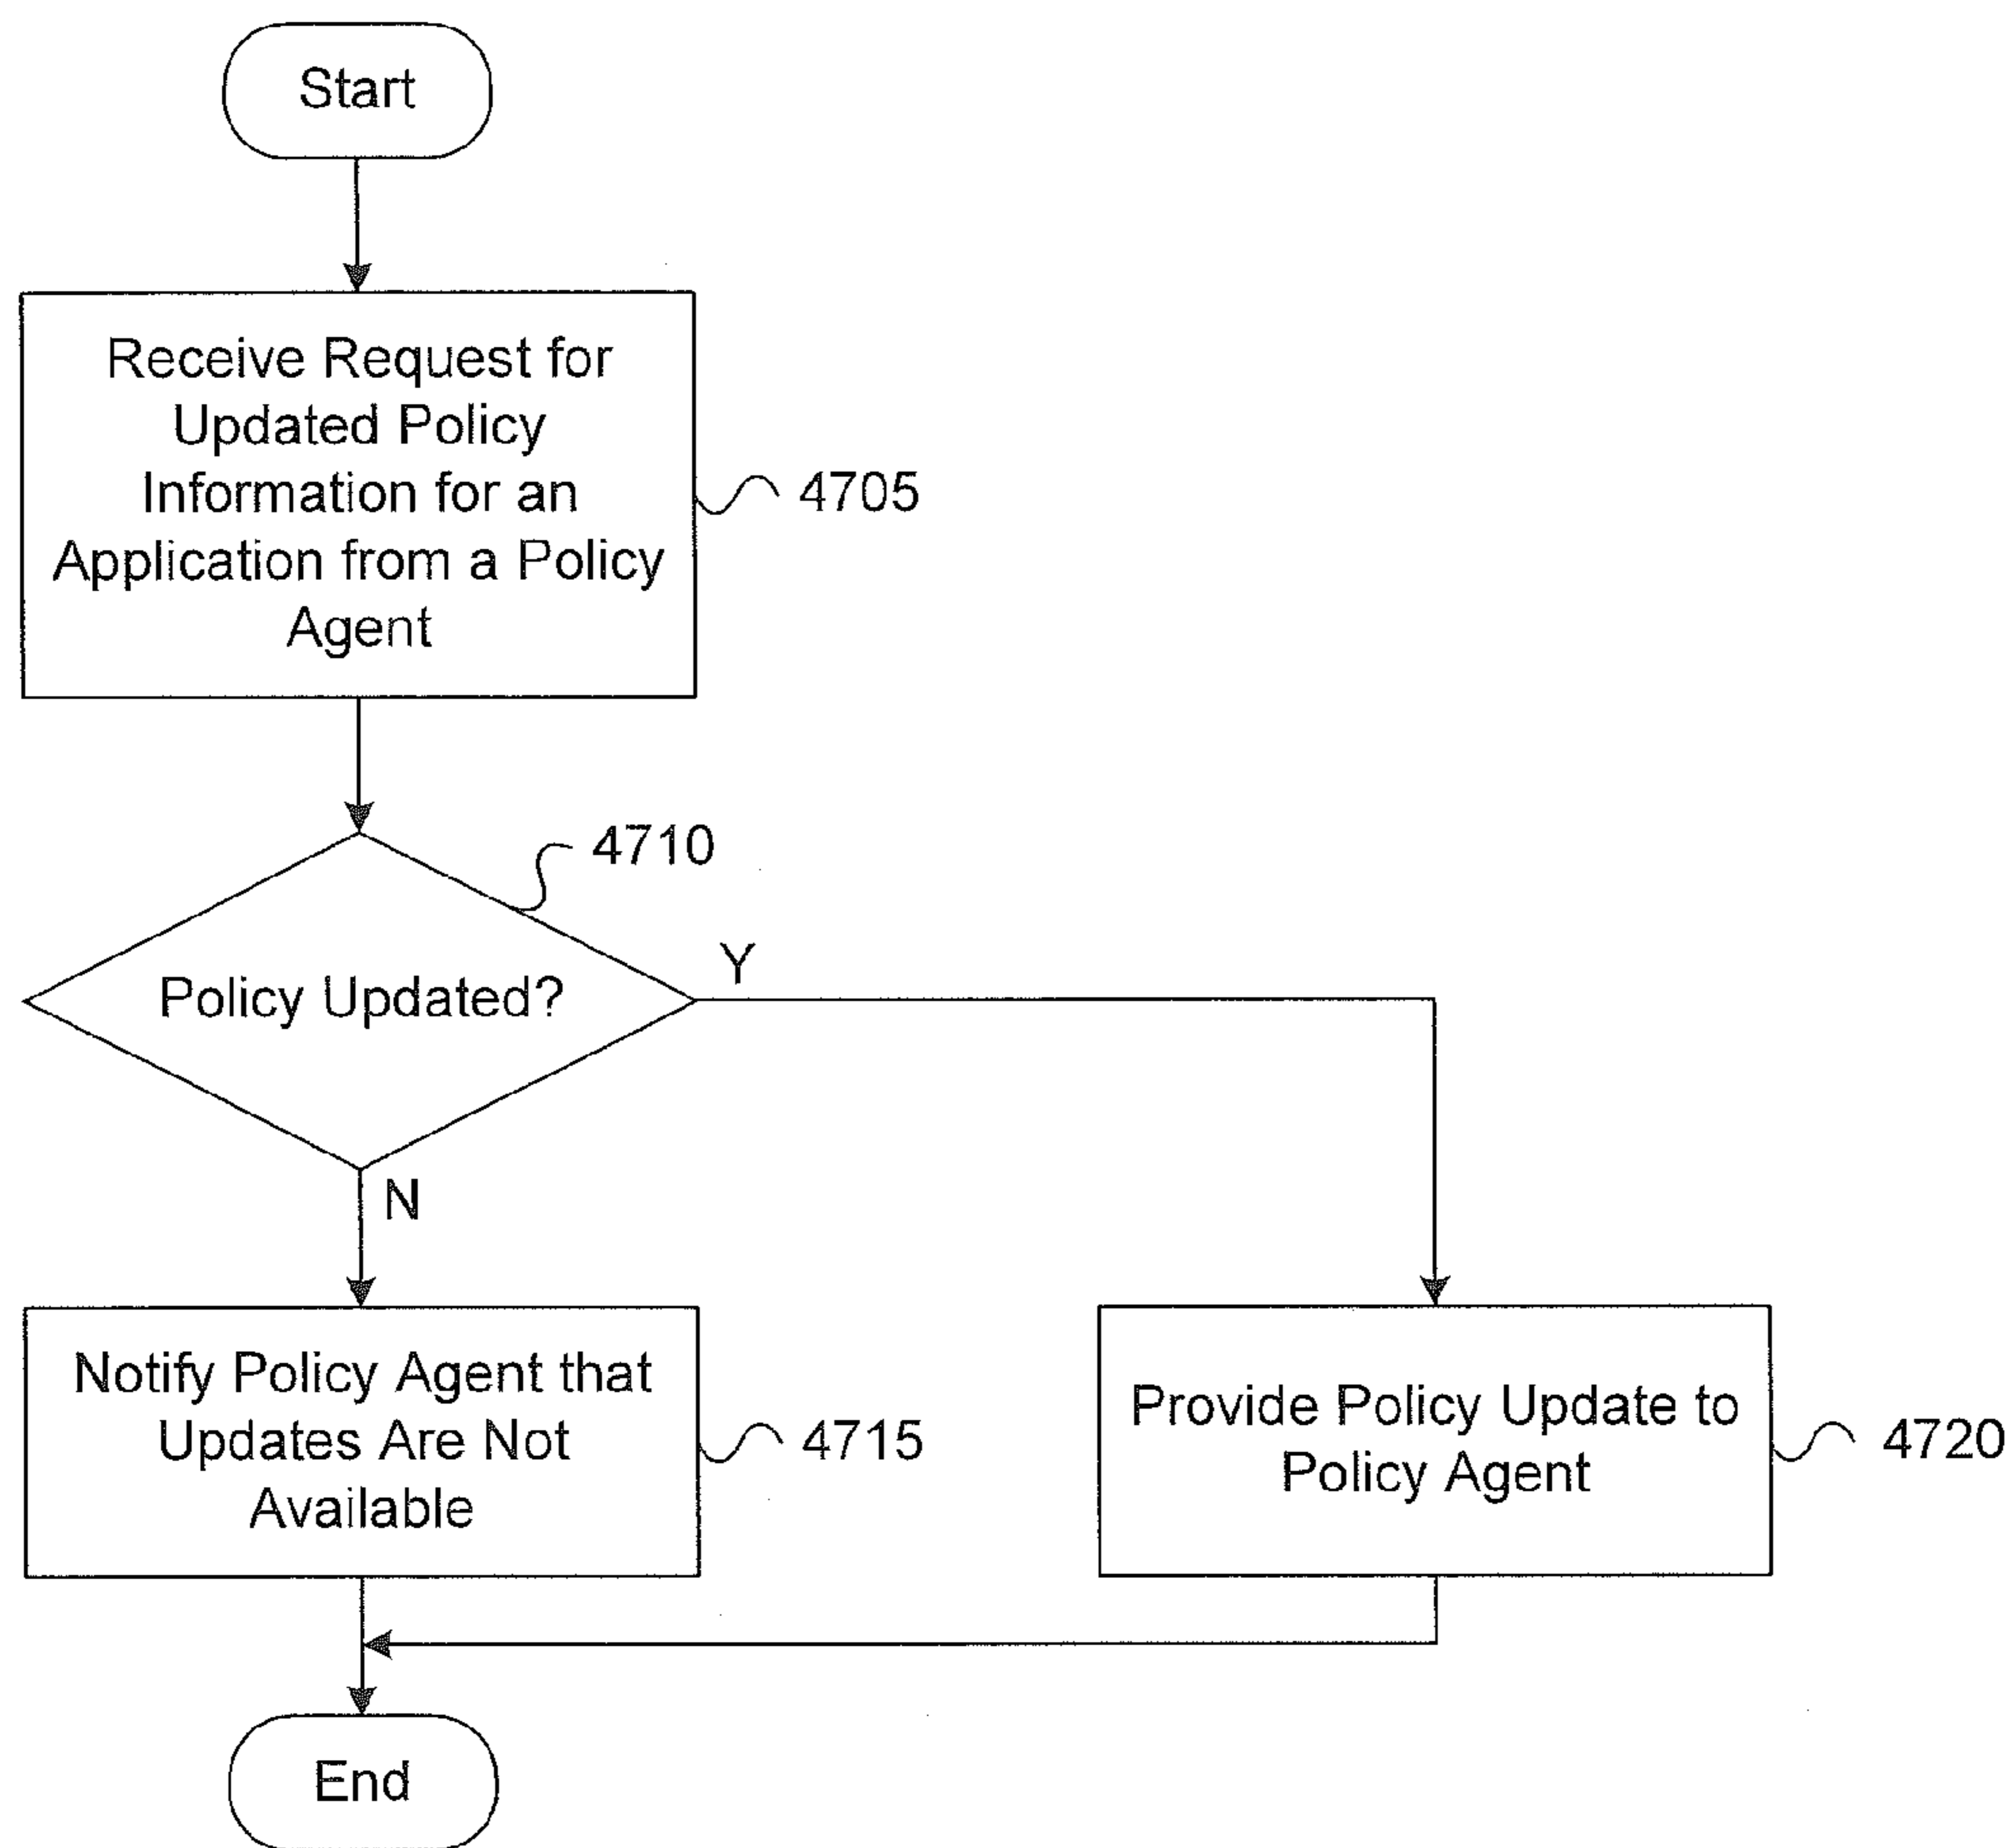 Start
Receive Request for
Updated Policy
Information for an
Application from a Policy
Agent
4705
4710
Policy Updated?
Y
N
Notify Policy Agent that
Updates Are Not
Available
4715
Provide Policy Update to
Policy Agent
4720
End